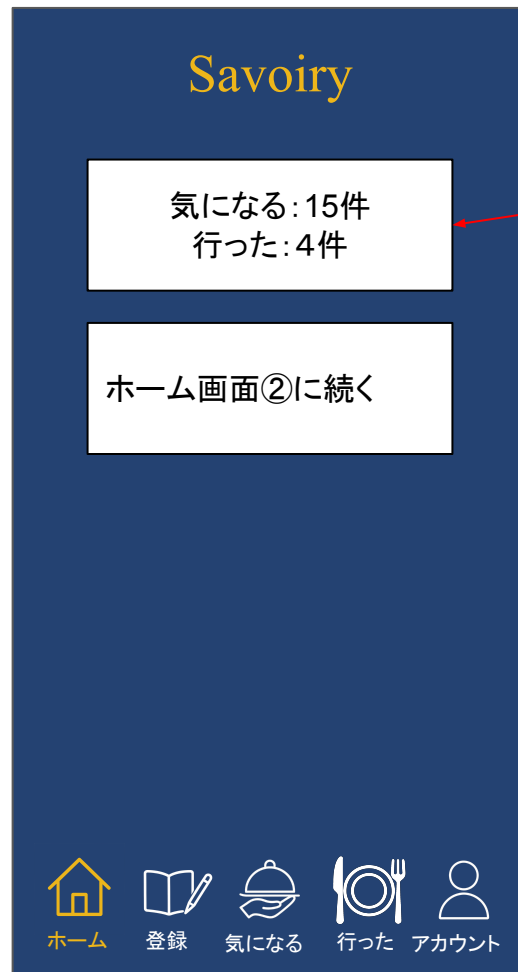 Savoiry
気になる：15件
行った：４件
ホーム画面②に続く
ホーム
登録
気になる
行った
アカウント